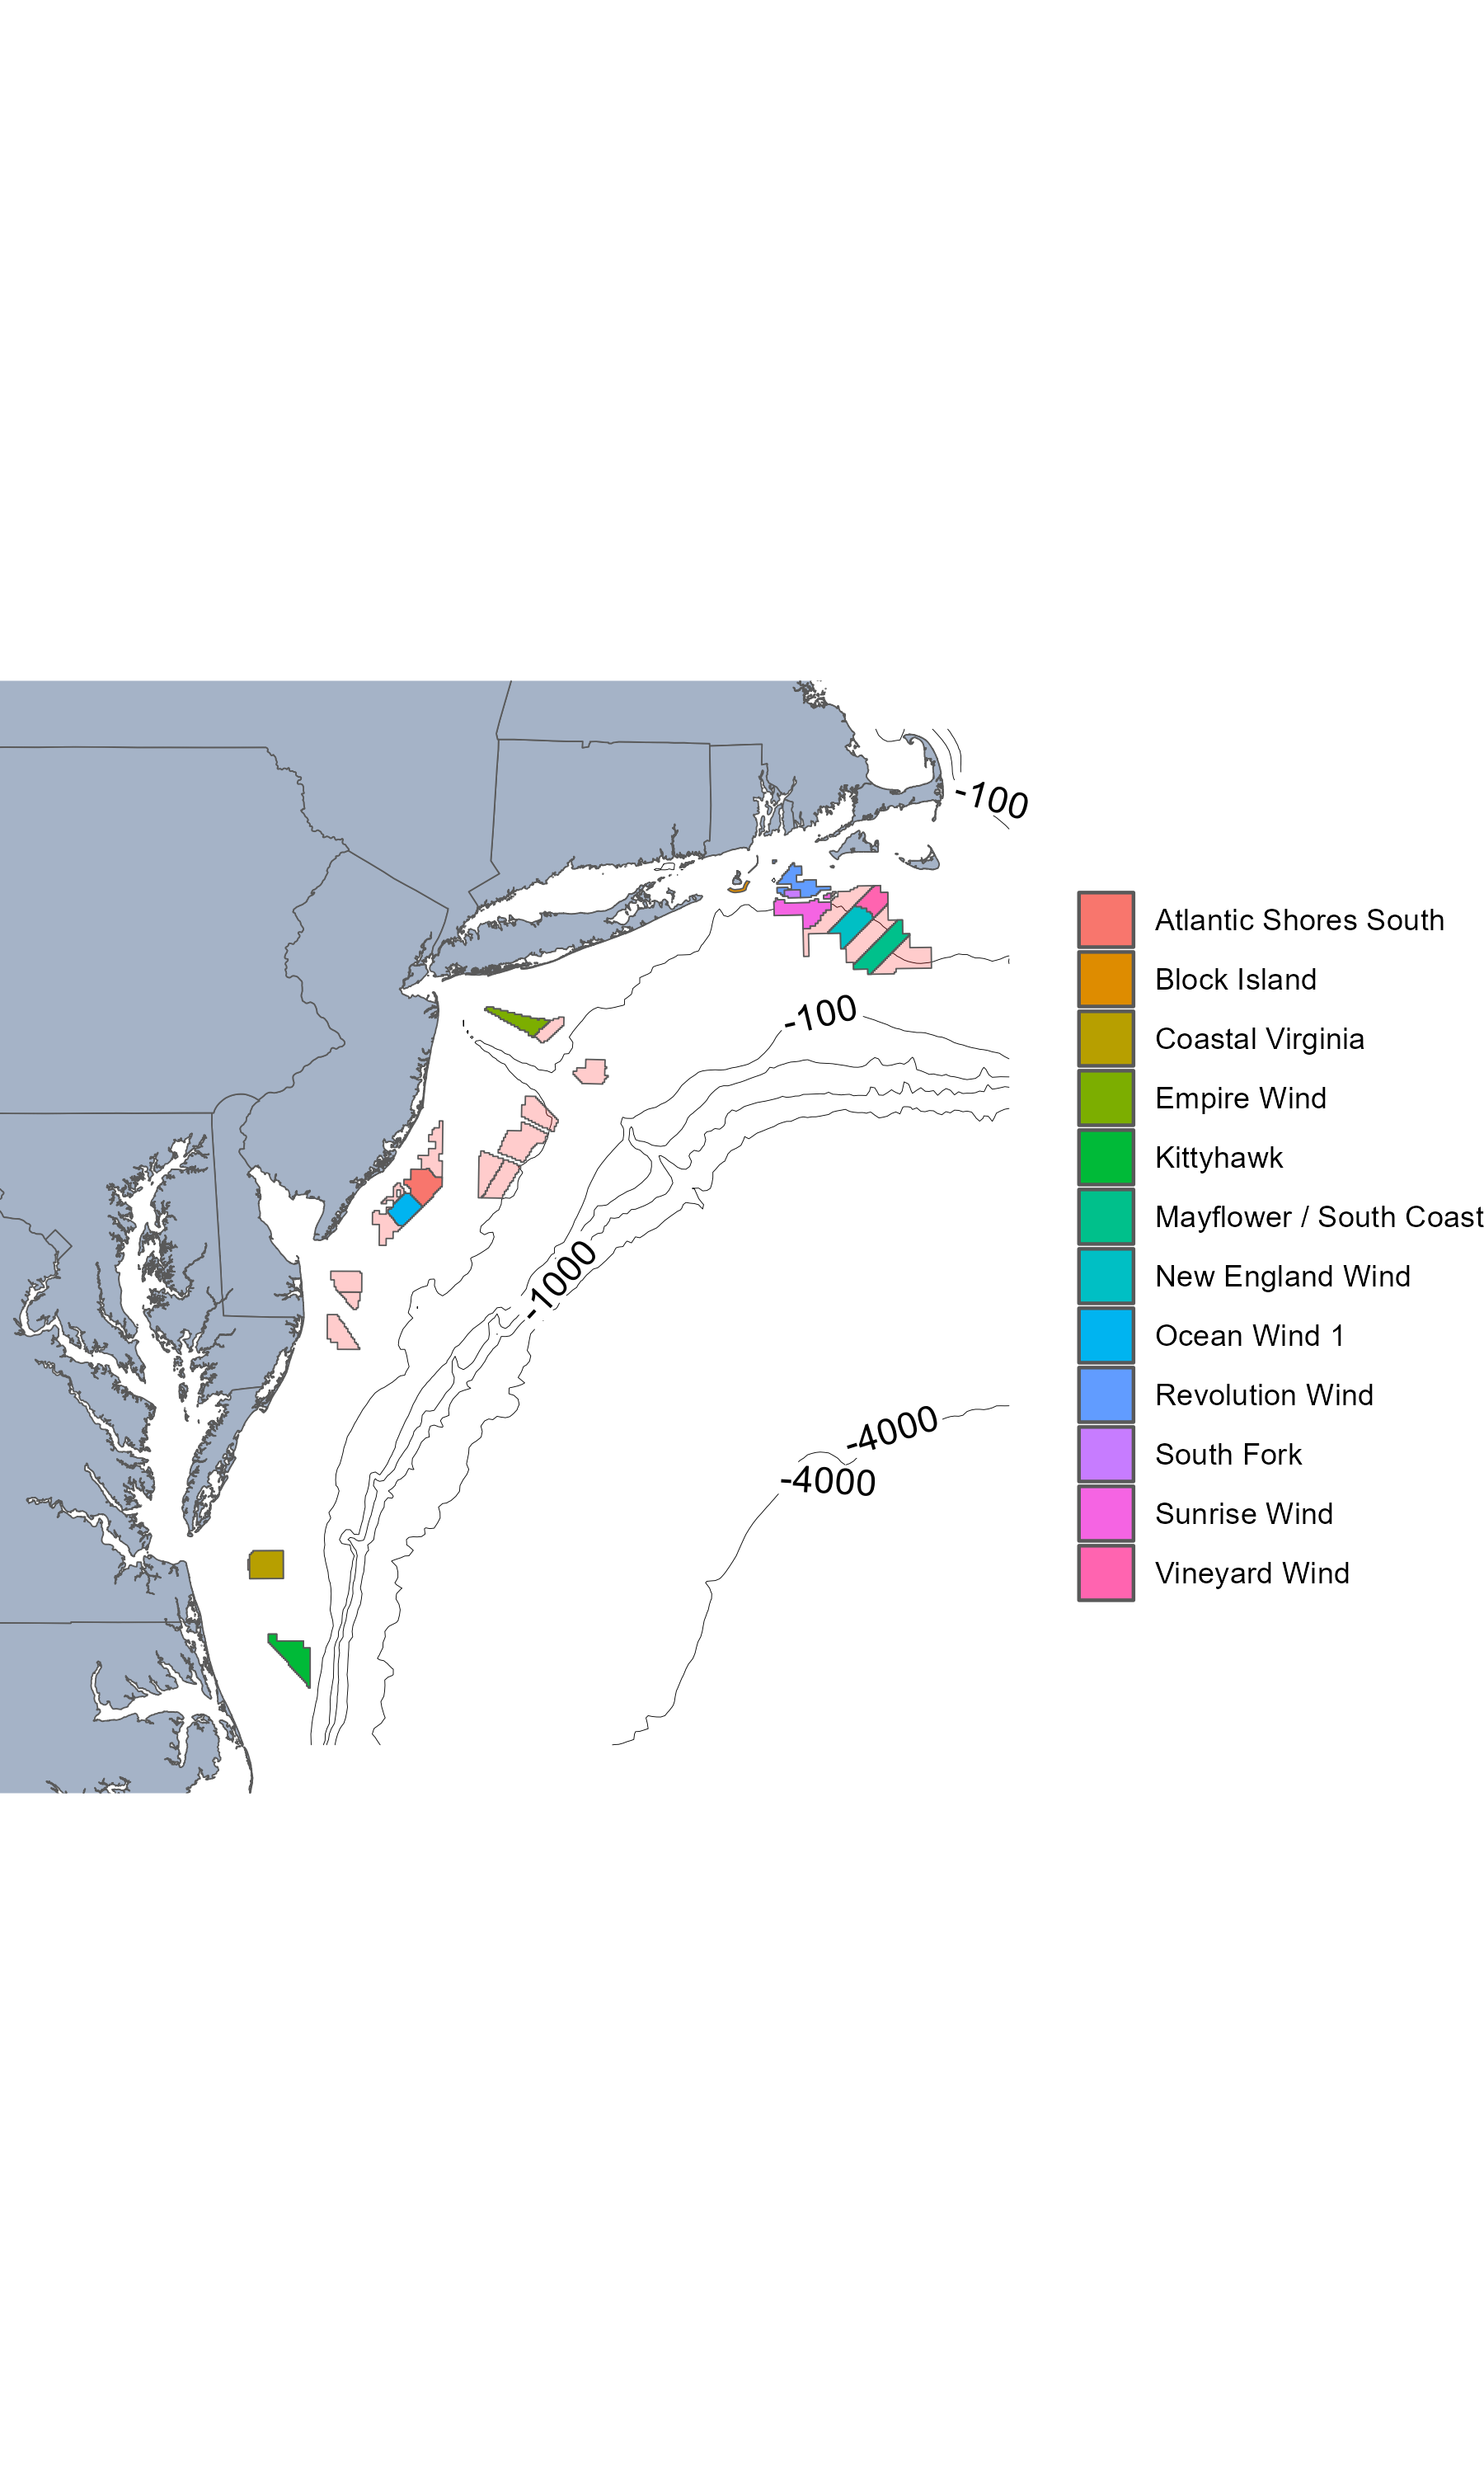 -100
-100
-1000
-4000
-4000
Atlantic Shores South
Block Island
Coastal Virginia
Empire Wind
Kittyhawk
Mayflower / South Coast
New England Wind
Ocean Wind 1
Revolution Wind
South Fork
Sunrise Wind
Vineyard Wind